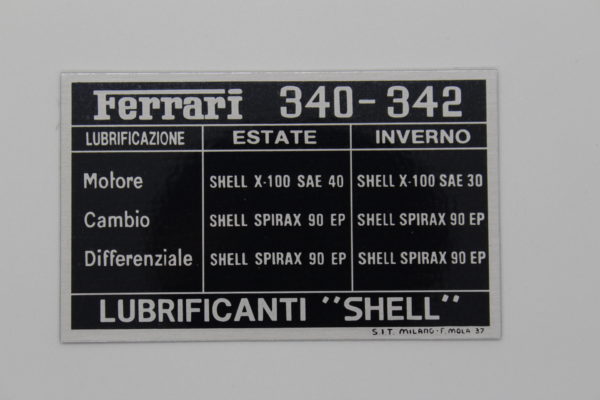 Ferrari 340-342
LUBRIFICAZIONE ESTATE INVERNO
Motore SHELL X-100 SAE 40 SHELL X-100 SAE 30
Cambio SHELL SPIRAX 90 EP SHELL SPIRAX 90 EP
Differenziale SHELL SPIRAX 90 EP SHELL SPIRAX 90 EP
LUBRIFICANTI "SHELL"
S.I.T. MILANO - F. MOLA 37